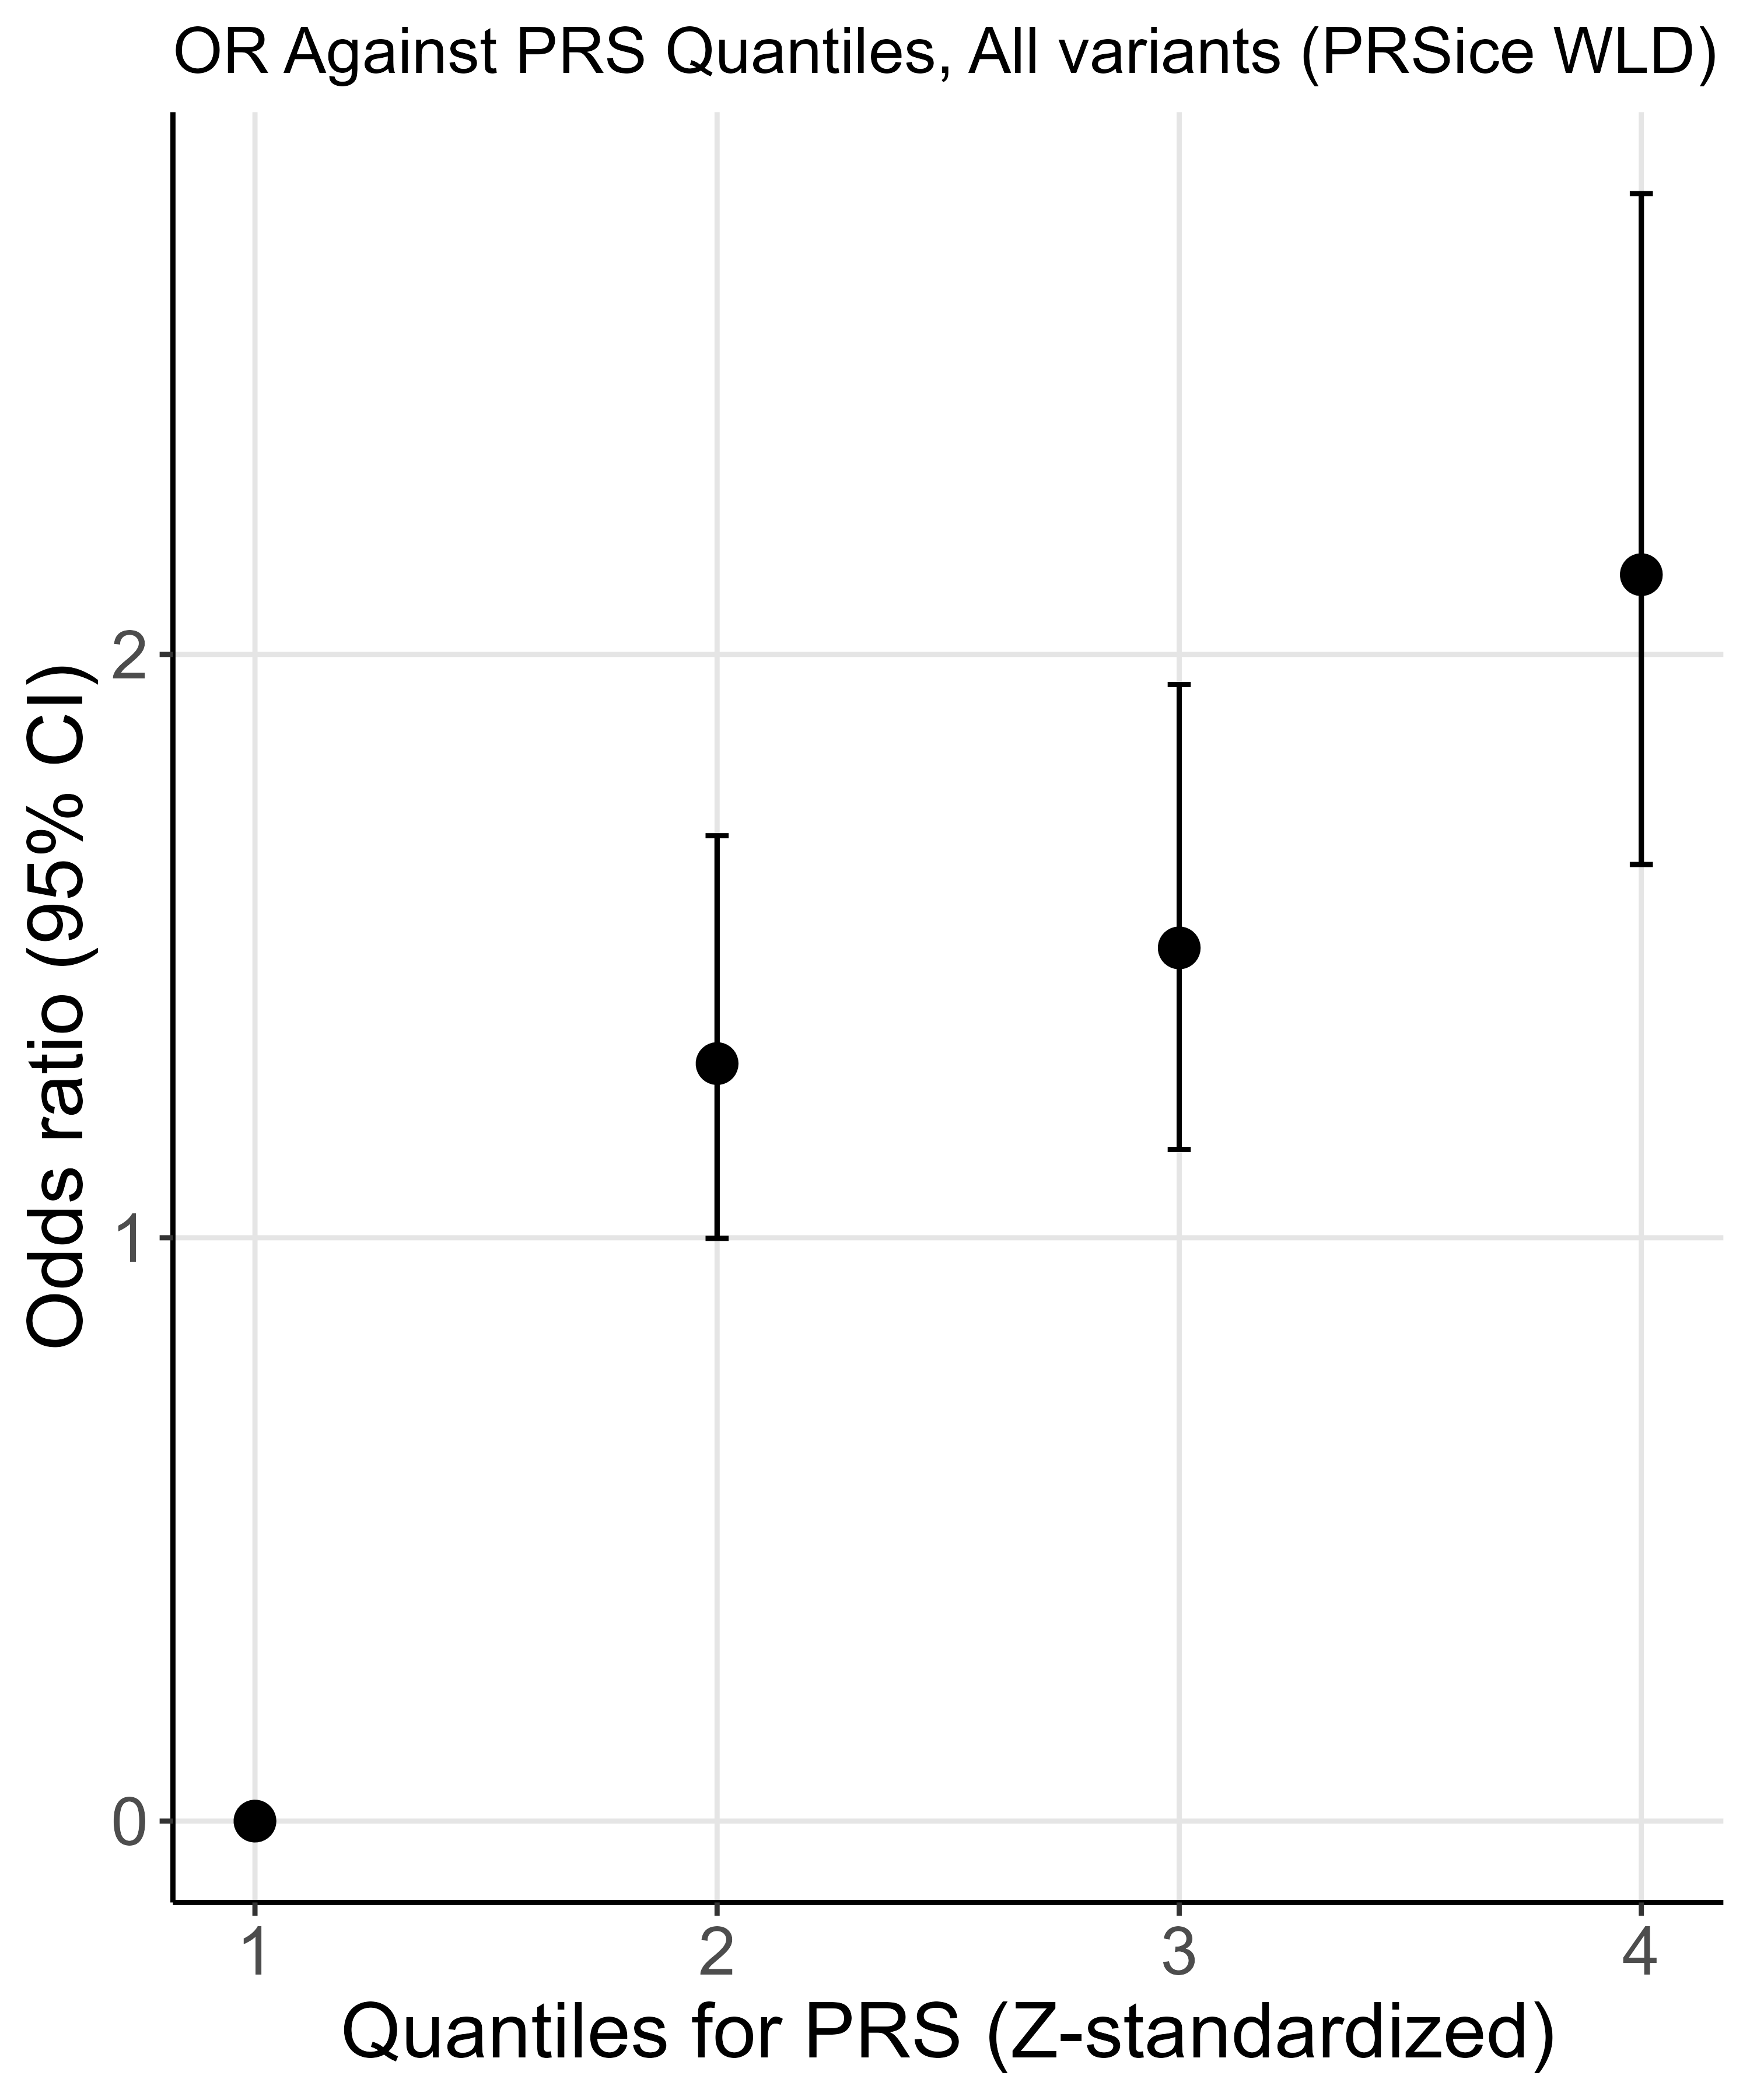 OR Against PRS Quantiles, All variants (PRSice WLD)
Odds ratio (95% CI)
2
1
0
1 2 3 4
Quantiles for PRS (Z-standardized)